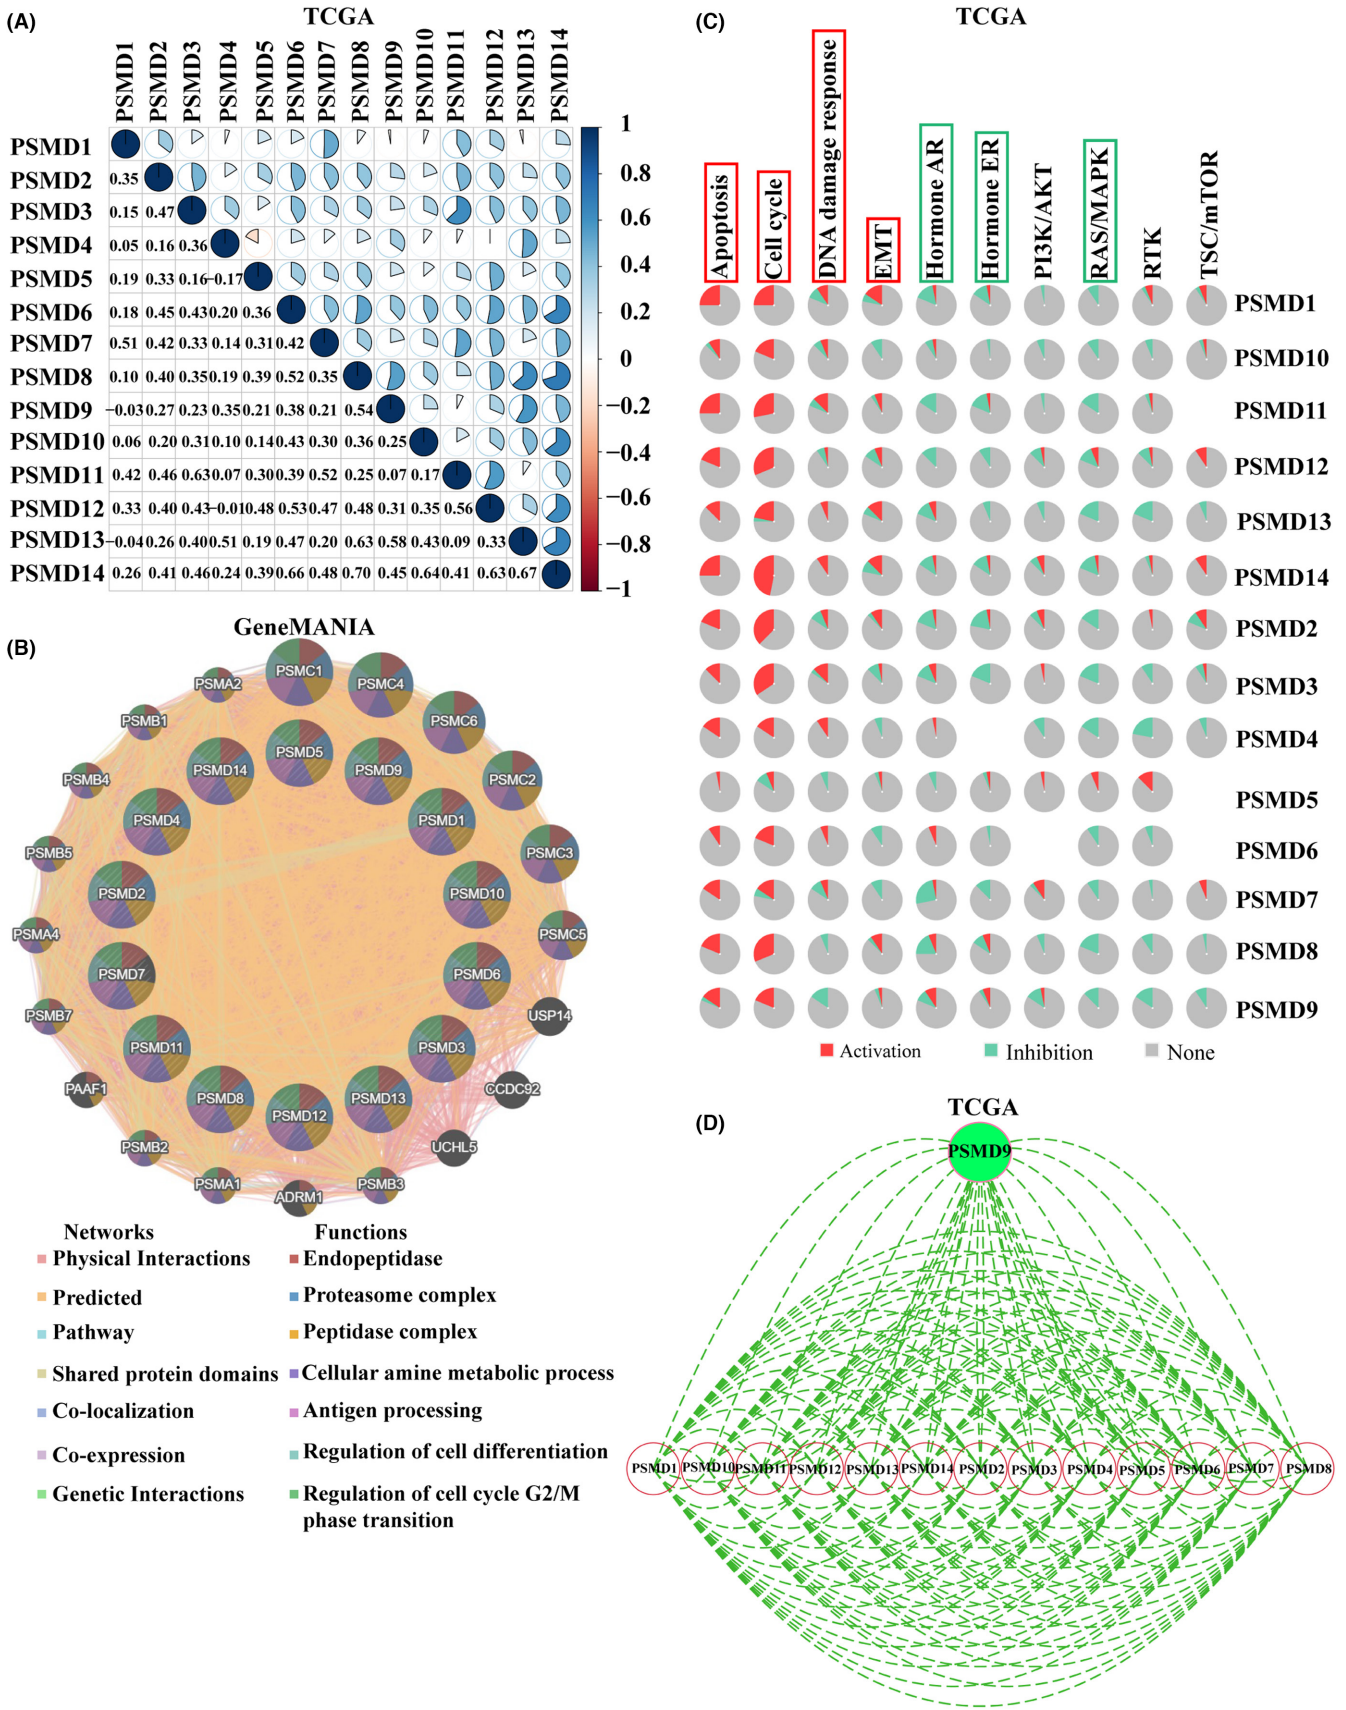 (A)
TCGA
PSMD1 PSMD2 PSMD3 PSMD4 PSMD5 PSMD6 PSMD7 PSMD8 PSMD9 PSMD10 PSMD11 PSMD12 PSMD13 PSMD14
PSMD1
PSMD2 0.35
PSMD3 0.15 0.47
PSMD4 0.05 0.16 0.36
PSMD5 0.19 0.33 0.16 −0.17
PSMD6 0.18 0.45 0.43 0.20 0.36
PSMD7 0.51 0.42 0.33 0.14 0.31 0.42
PSMD8 0.10 0.40 0.35 0.19 0.39 0.52 0.35
PSMD9 −0.03 0.27 0.23 0.35 0.21 0.38 0.21 0.54
PSMD10 0.06 0.20 0.31 0.10 0.14 0.43 0.30 0.36 0.25
PSMD11 0.42 0.46 0.63 0.07 0.30 0.39 0.52 0.25 0.07 0.17
PSMD12 0.33 0.40 0.43 −0.01 0.48 0.53 0.47 0.48 0.31 0.35 0.56
PSMD13 −0.04 0.26 0.40 0.51 0.19 0.47 0.20 0.63 0.58 0.43 0.09 0.33
PSMD14 0.26 0.41 0.46 0.24 0.39 0.66 0.48 0.70 0.45 0.64 0.41 0.63 0.67
1
0.8
0.6
0.4
0.2
0
−0.2
−0.4
−0.6
−0.8
−1
(B)
GeneMANIA
PSMC1
PSMA2
PSMC4
PSMB1
PSMC6
PSMD5
PSMD14
PSMD9
PSMB4
PSMC2
PSMD4
PSMD1
PSMB5
PSMC3
PSMD2
PSMD10
PSMA4
PSMC5
PSMD7
PSMD6
PSMB7
USP14
PSMD11
PSMD3
PAAF1
CCDC92
PSMD8
PSMD13
PSMD12
PSMB2
UCHL5
PSMA1
PSMB3
ADRM1
Networks
Physical Interactions
Predicted
Pathway
Shared protein domains
Co-localization
Co-expression
Genetic Interactions
Functions
Endopeptidase
Proteasome complex
Peptidase complex
Cellular amine metabolic process
Antigen processing
Regulation of cell differentiation
Regulation of cell cycle G2/M
phase transition
(C)
TCGA
Apoptosis
Cell cycle
DNA damage response
EMT
Hormone AR
Hormone ER
PI3K/AKT
RAS/MAPK
RTK
TSC/mTOR
PSMD1
PSMD10
PSMD11
PSMD12
PSMD13
PSMD14
PSMD2
PSMD3
PSMD4
PSMD5
PSMD6
PSMD7
PSMD8
PSMD9
Activation Inhibition None
(D)
TCGA
PSMD9
PSMD1 PSMD10 PSMD11 PSMD12 PSMD13 PSMD14 PSMD2 PSMD3 PSMD4 PSMD5 PSMD6 PSMD7 PSMD8